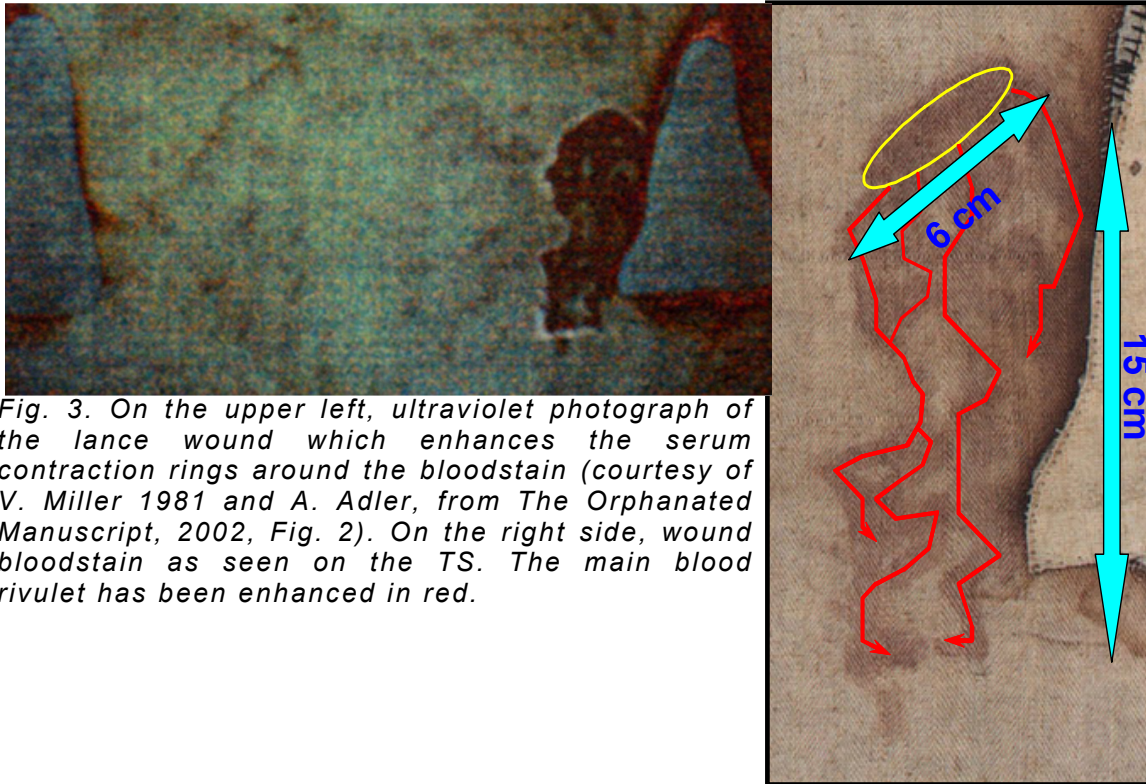 Fig. 3. On the upper left, ultraviolet photograph of
the lance wound which enhances the serum
contraction rings around the bloodstain (courtesy of
V. Miller 1981 and A. Adler, from The Orphanated
Manuscript, 2002, Fig. 2). On the right side, wound
bloodstain as seen on the TS. The main blood
rivulet has been enhanced in red.
6 cm
15 cm